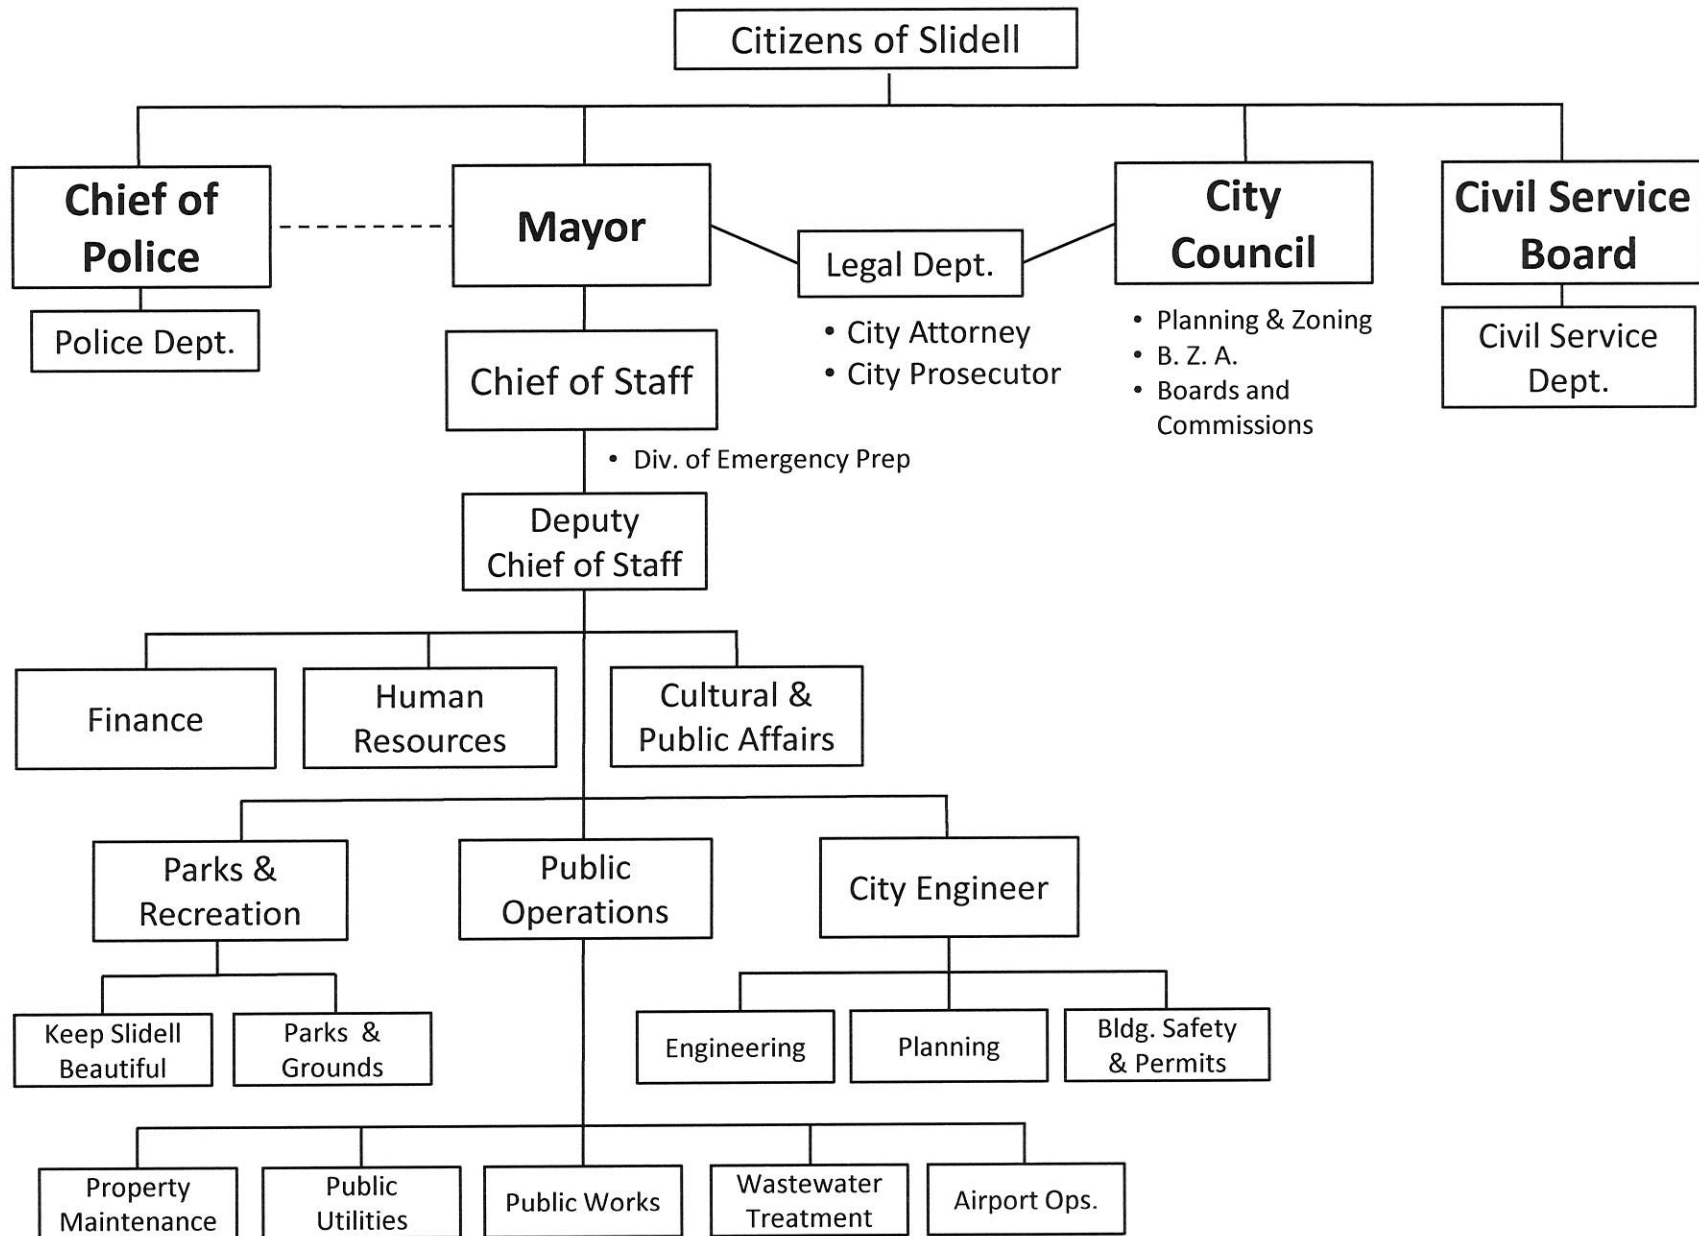 Citizens of Slidell
Chief of
Police
Mayor
City
Council
Civil Service
Board
Legal Dept.
Police Dept.
• City Attorney
• City Prosecutor
• Planning & Zoning
• B. Z. A.
• Boards and
Commissions
Civil Service
Dept.
Chief of Staff
• Div. of Emergency Prep
Deputy
Chief of Staff
Finance
Human
Resources
Cultural &
Public Affairs
Parks &
Recreation
Public
Operations
City Engineer
Keep Slidell
Beautiful
Parks & 
Grounds
Engineering
Planning
Bldg. Safety
& Permits
Property
Maintenance
Public
Utilities
Public Works
Wastewater
Treatment
Airport Ops.